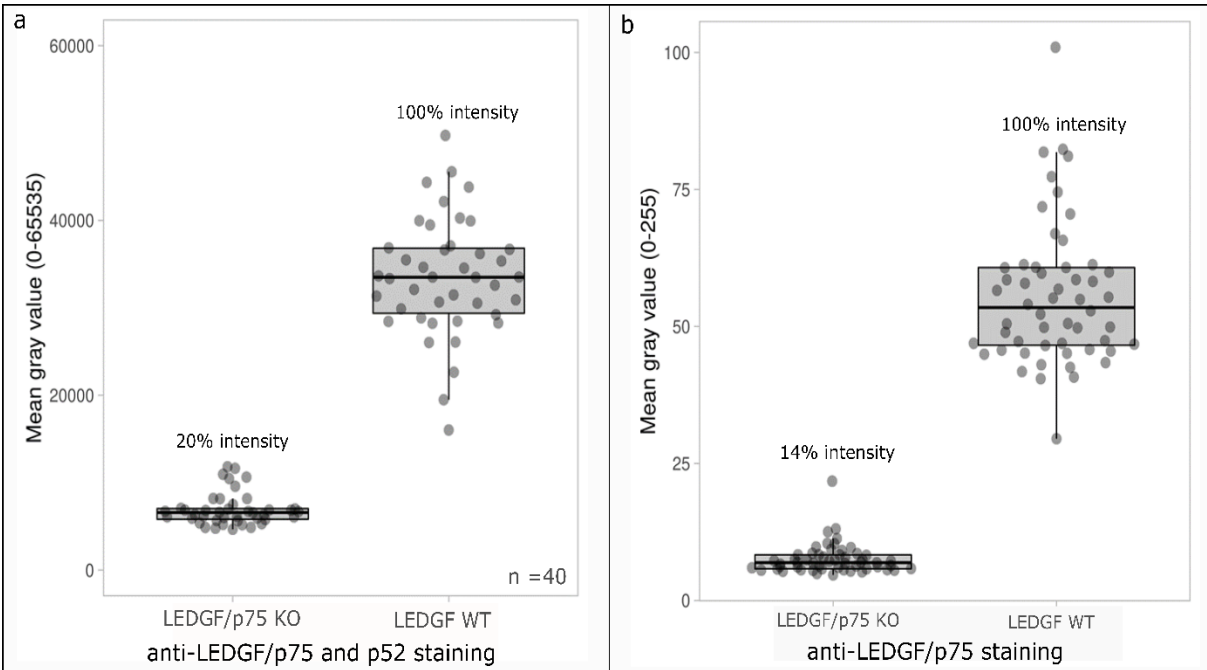 a
Mean gray value (0-65535)
60000
40000
20000
0
100% intensity
20% intensity
n =40
LEDGF/p75 KO
LEDGF WT
anti-LEDGF/p75 and p52 staining
b
Mean gray value (0-255)
100
75
50
25
0
100% intensity
14% intensity
LEDGF/p75 KO
LEDGF WT
anti-LEDGF/p75 staining